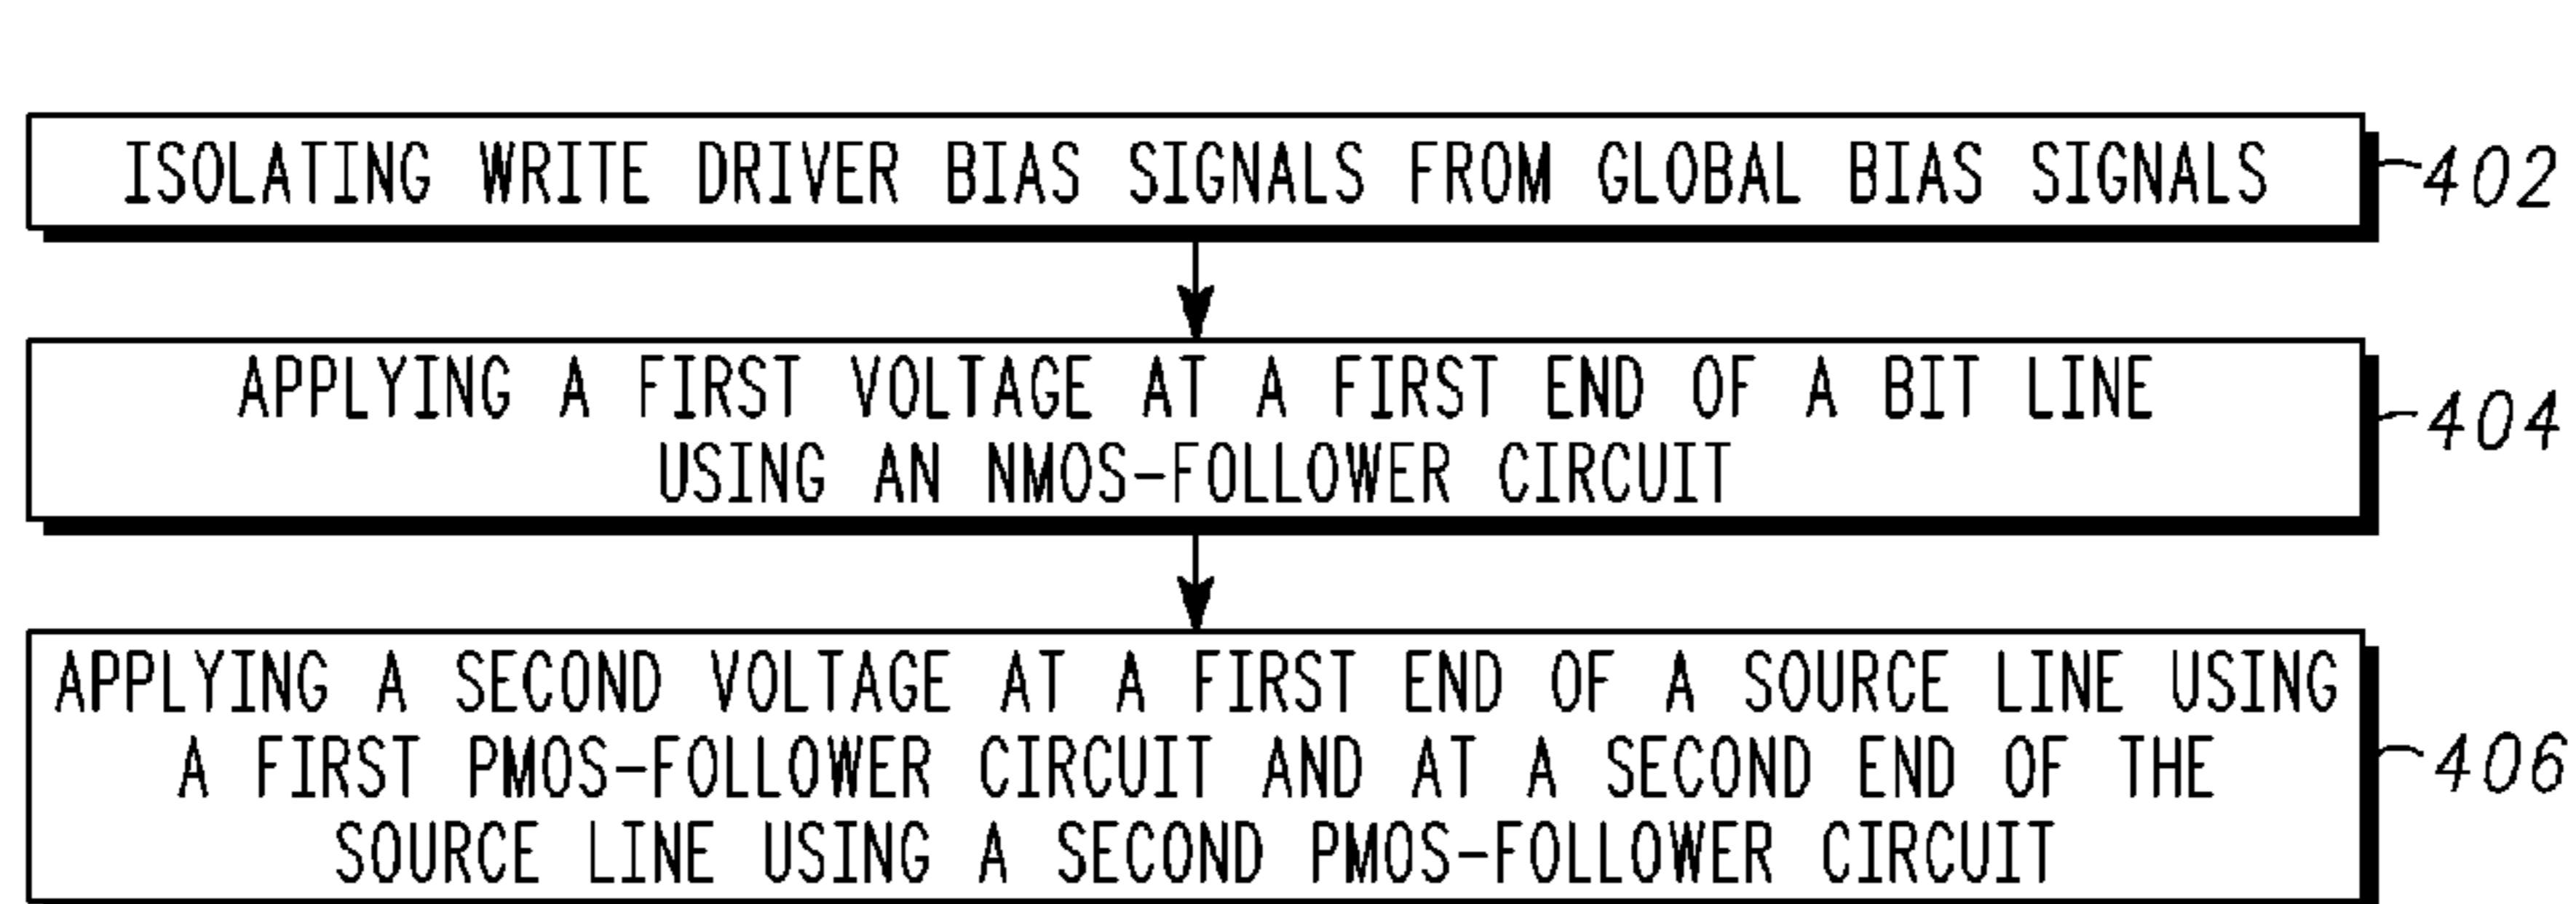 ISOLATING WRITE DRIVER BIAS SIGNALS FROM GLOBAL BIAS SIGNALS
402
APPLYING A FIRST VOLTAGE AT A FIRST END OF A BIT LINE
USING AN NMOS-FOLLOWER CIRCUIT
404
APPLYING A SECOND VOLTAGE AT A FIRST END OF A SOURCE LINE USING
A FIRST PMOS-FOLLOWER CIRCUIT AND AT A SECOND END OF THE
SOURCE LINE USING A SECOND PMOS-FOLLOWER CIRCUIT
406